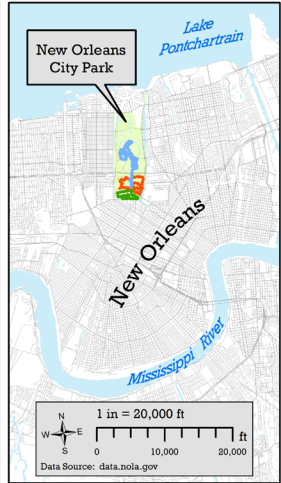 Lake
Pontchartrain
New Orleans
City Park
New Orleans
Mississippi River
N
W E
S
1 in = 20,000 ft
ft
0 10,000 20,000
Data Source: data.nola.gov